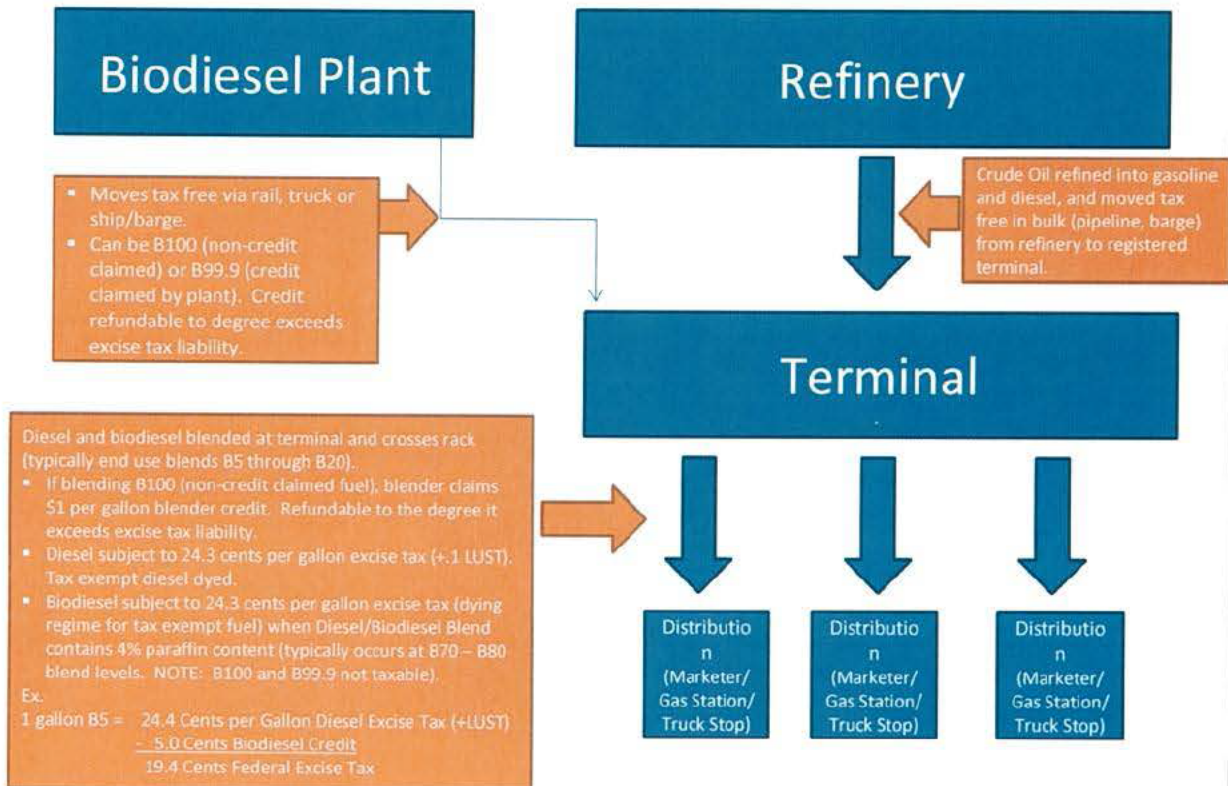 Biodiesel Plant
Refinery
▪ Moves tax free via rail, truck or
ship/barge.
▪ Can be B100 (non-credit
claimed) or B99.9 (credit
claimed by plant). Credit
refundable to degree exceeds
excise tax liability.
Crude Oil refined into gasoline
and diesel, and moved tax
free in bulk (pipeline, barge)
from refinery to registered
terminal.
Terminal
Diesel and biodiesel blended at terminal and crosses rack
(typically end use blends B5 through B20).
▪ If blending B100 (non-credit claimed fuel), blender claims
$1 per gallon blender credit. Refundable to the degree it
exceeds excise tax liability.
▪ Diesel subject to 24.3 cents per gallon excise tax (+.1 LUST).
Tax exempt diesel dyed.
▪ Biodiesel subject to 24.3 cents per gallon excise tax (dying
regime for tax exempt fuel) when Diesel/Biodiesel Blend
contains 4% paraffin content (typically occurs at B70 – B80
blend levels. NOTE: B100 and B99.9 not taxable).
Ex.
1 gallon B5 = 24.4 Cents per Gallon Diesel Excise Tax (+LUST)
- 5.0 Cents Biodiesel Credit
19.4 Cents Federal Excise Tax
Distributio
n
(Marketer/
Gas Station/
Truck Stop)
Distributio
n
(Marketer/
Gas Station/
Truck Stop)
Distributio
n
(Marketer/
Gas Station/
Truck Stop)